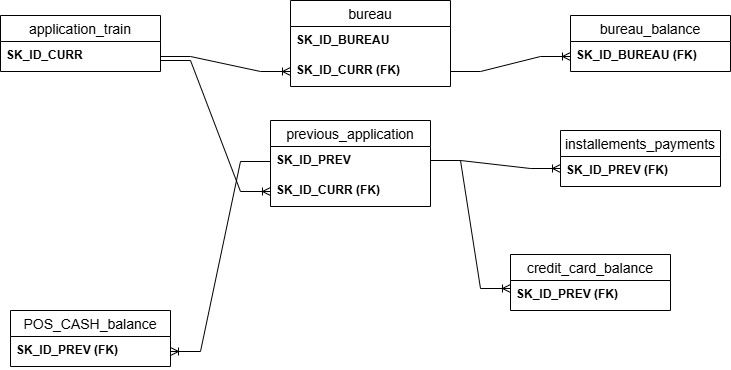 application_train
SK_ID_CURR
bureau
SK_ID_BUREAU
SK_ID_CURR (FK)
bureau_balance
SK_ID_BUREAU (FK)
previous_application
SK_ID_PREV
SK_ID_CURR (FK)
installements_payments
SK_ID_PREV (FK)
credit_card_balance
SK_ID_PREV (FK)
POS_CASH_balance
SK_ID_PREV (FK)